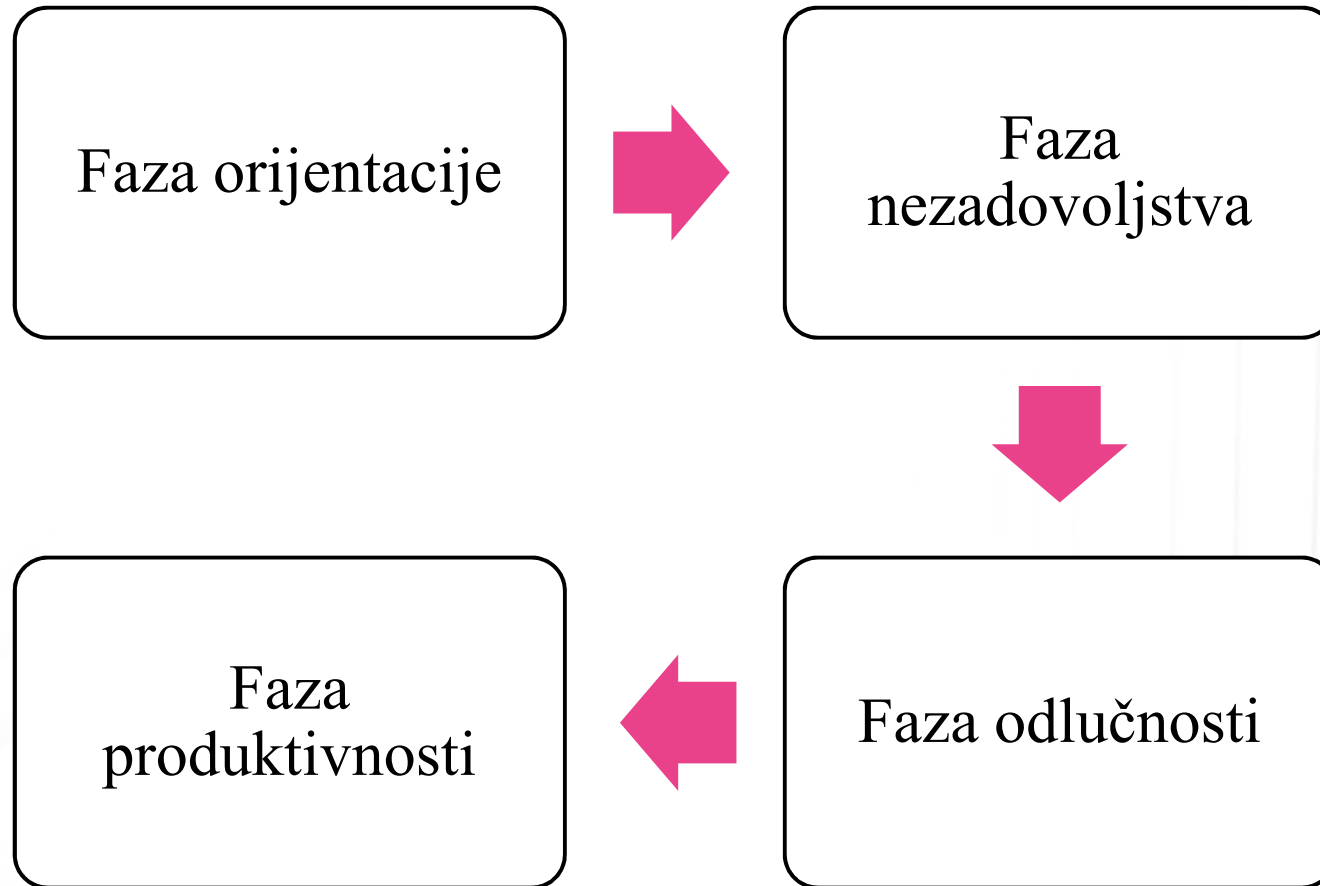 Faza orijentacije
Faza
nezadovoljstva
Faza odlučnosti
Faza
produktivnosti